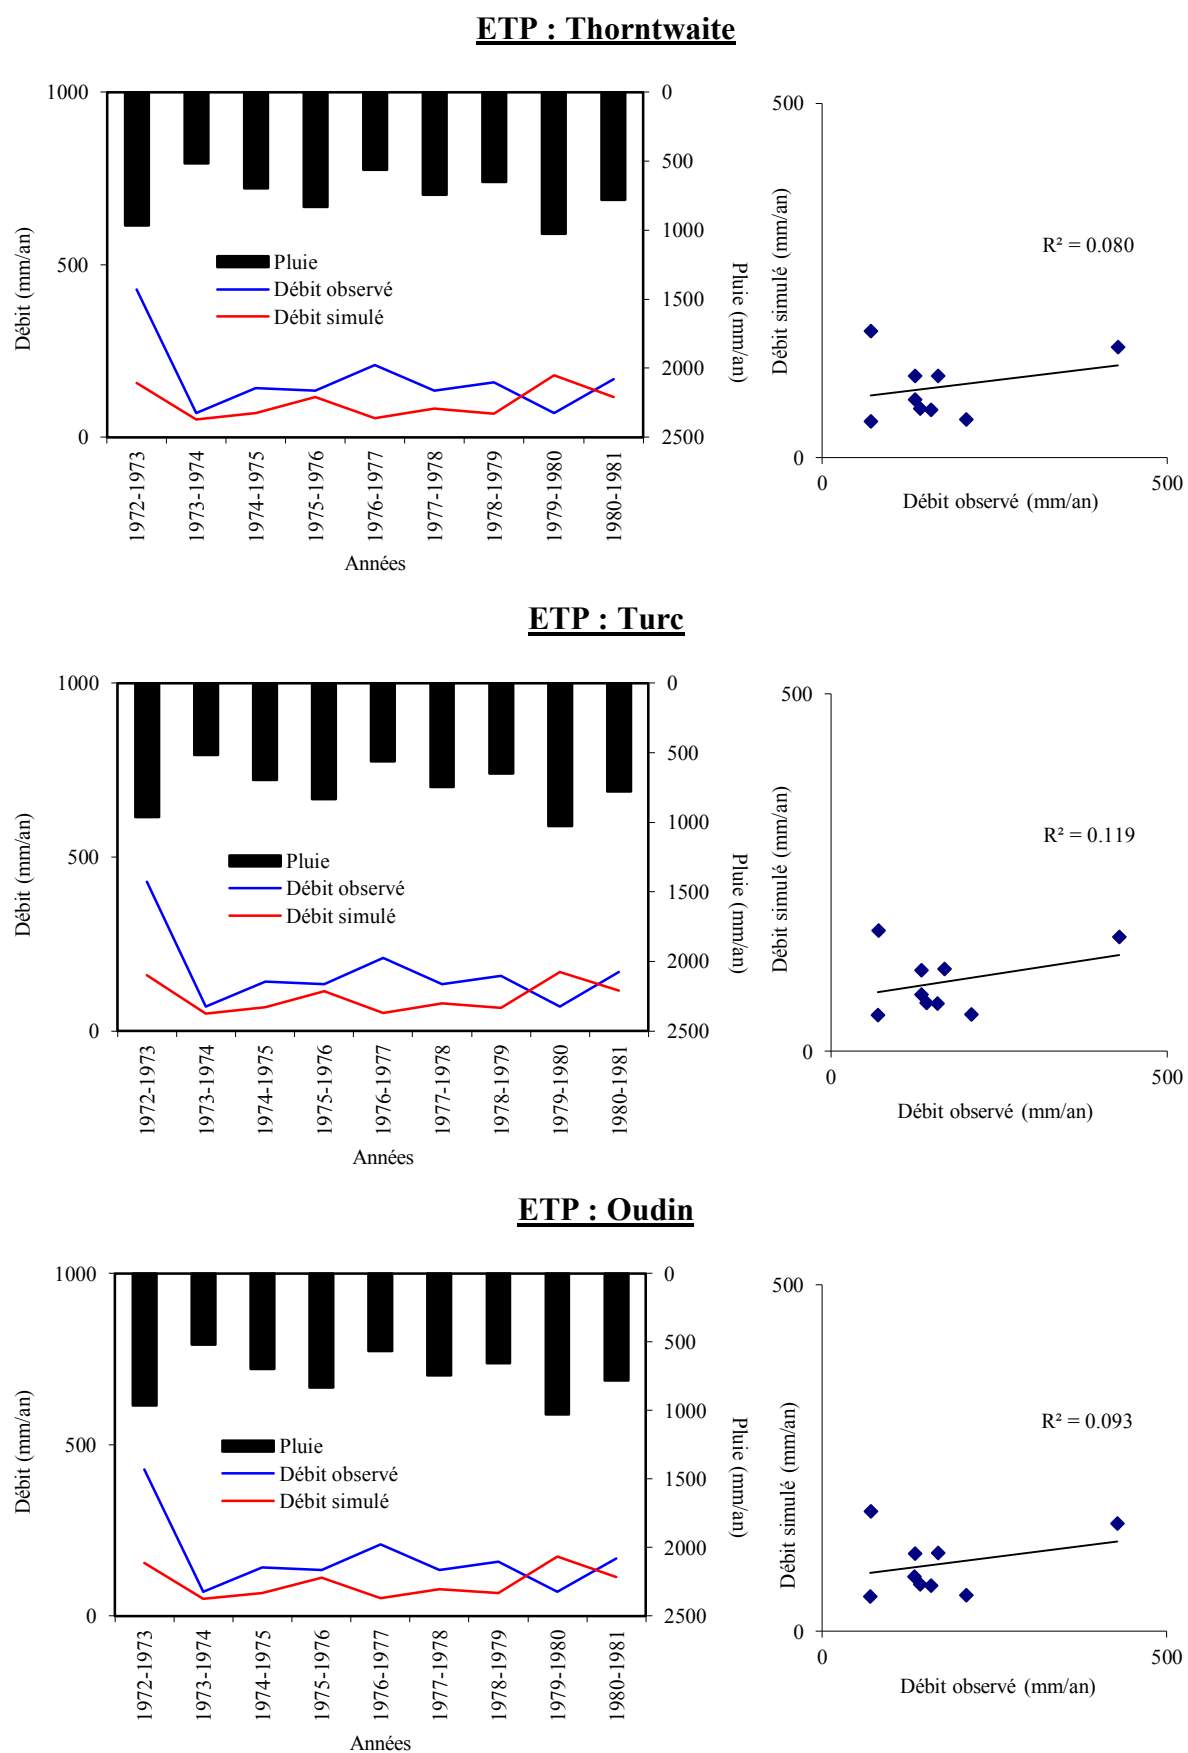 ETP : Thorntwaite
1000
500
0
Débit (mm/an)
0
500
1000
1500
2000
2500
Pluie (mm/an)
Pluie
Débit observé
Débit simulé
1972-1973
1973-1974
1974-1975
1975-1976
1976-1977
1977-1978
1978-1979
1979-1980
1980-1981
Années
500
0
Débit simulé (mm/an)
R² = 0.080
0
500
Débit observé (mm/an)
ETP : Turc
1000
500
0
Débit (mm/an)
0
500
1000
1500
2000
2500
Pluie (mm/an)
Pluie
Débit observé
Débit simulé
1972-1973
1973-1974
1974-1975
1975-1976
1976-1977
1977-1978
1978-1979
1979-1980
1980-1981
Années
500
0
Débit simulé (mm/an)
R² = 0.119
0
500
Débit observé (mm/an)
ETP : Oudin
1000
500
0
Débit (mm/an)
0
500
1000
1500
2000
2500
Pluie (mm/an)
Pluie
Débit observé
Débit simulé
1972-1973
1973-1974
1974-1975
1975-1976
1976-1977
1977-1978
1978-1979
1979-1980
1980-1981
Années
500
0
Débit simulé (mm/an)
R² = 0.093
0
500
Débit observé (mm/an)